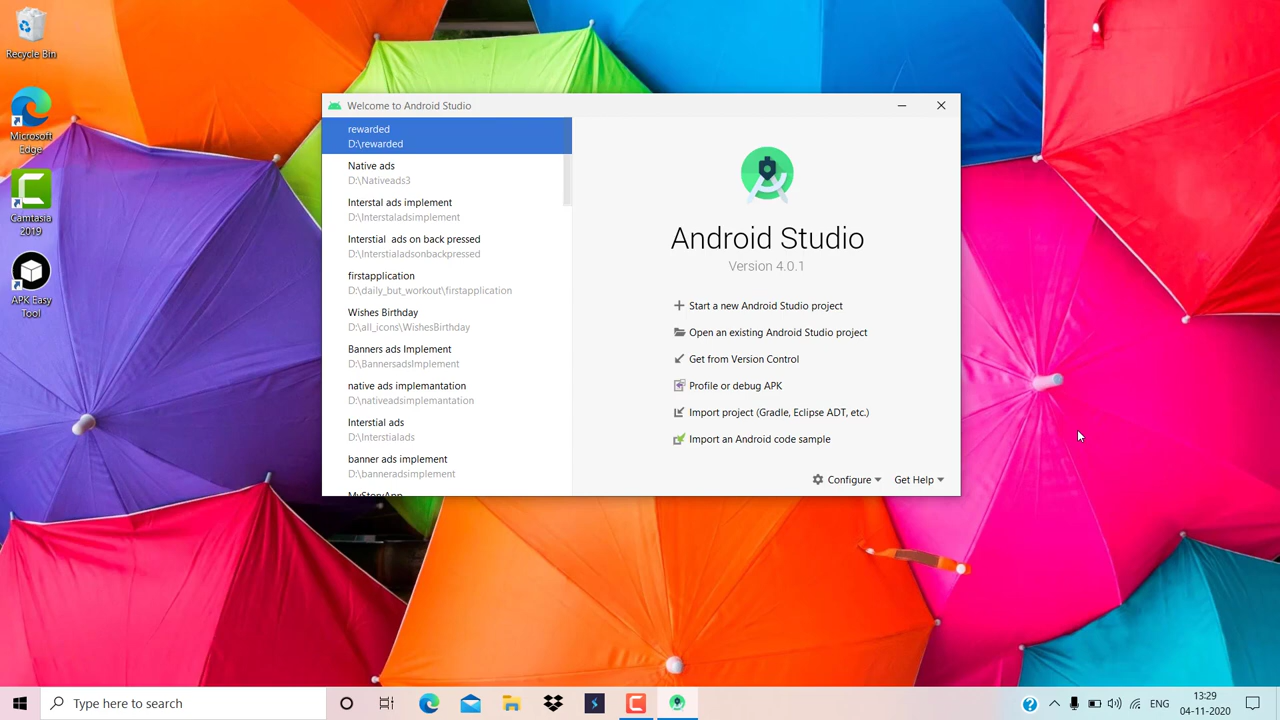 Recycle Bin
Microsoft
Edge
Camtasia
2019
APK Easy
Tool
Welcome to Android Studio
rewarded
D:\rewarded
Native ads
D:\Nativeads3
Interstal ads implement
D:\Interstaladsimplement
Interstial  ads on back pressed
D:\Interstialadsonbackpressed
firstapplication
D:\daily_but_workout\firstapplication
Wishes Birthday
D:\all_icons\WishesBirthday
Banners ads Implement
D:\BannersadsImplement
native ads implemantation
D:\nativeadsimplemantation
Interstial ads
D:\Interstialads
banner ads implement
D:\banneradsimplement
MyStoryApp
Android Studio
Version 4.0.1
Start a new Android Studio project
Open an existing Android Studio project
Get from Version Control
Profile or debug APK
Import project (Gradle, Eclipse ADT, etc.)
Import an Android code sample
Configure
Get Help
Type here to search
ENG
13:29
04-11-2020